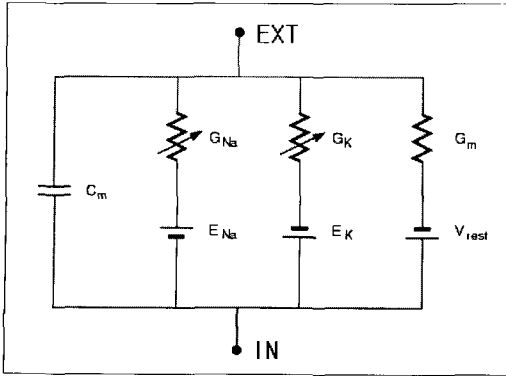 EXT
G_Na G_K G_m
C_m
E_Na E_K V_rest
IN